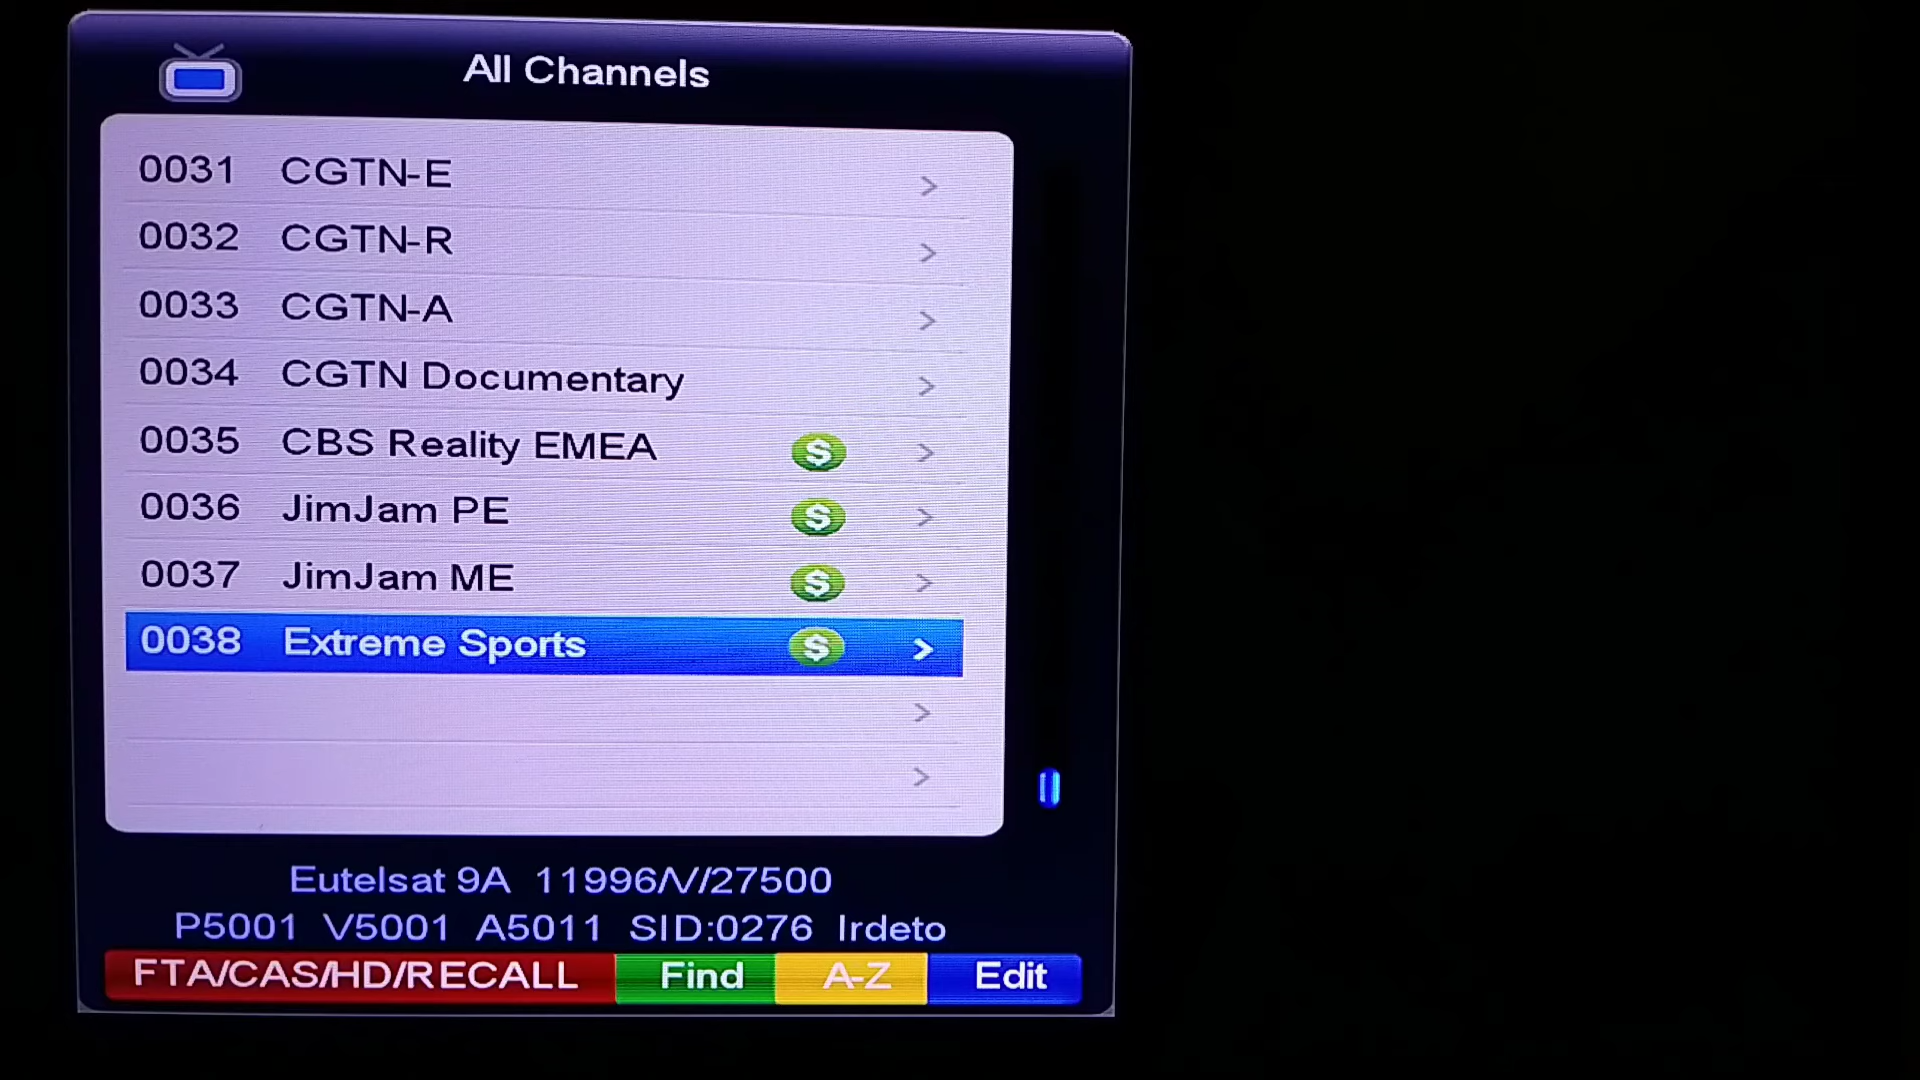 All Channels
0031 CGTN-E >
0032 CGTN-R >
0033 CGTN-A >
0034 CGTN Documentary >
0035 CBS Reality EMEA $ >
0036 JimJam PE $ >
0037 JimJam ME $ >
0038 Extreme Sports $ >
>
>
Eutelsat 9A 11996/V/27500
P5001 V5001 A5011 SID:0276 Irdeto
FTA/CAS/HD/RECALL Find A-Z Edit